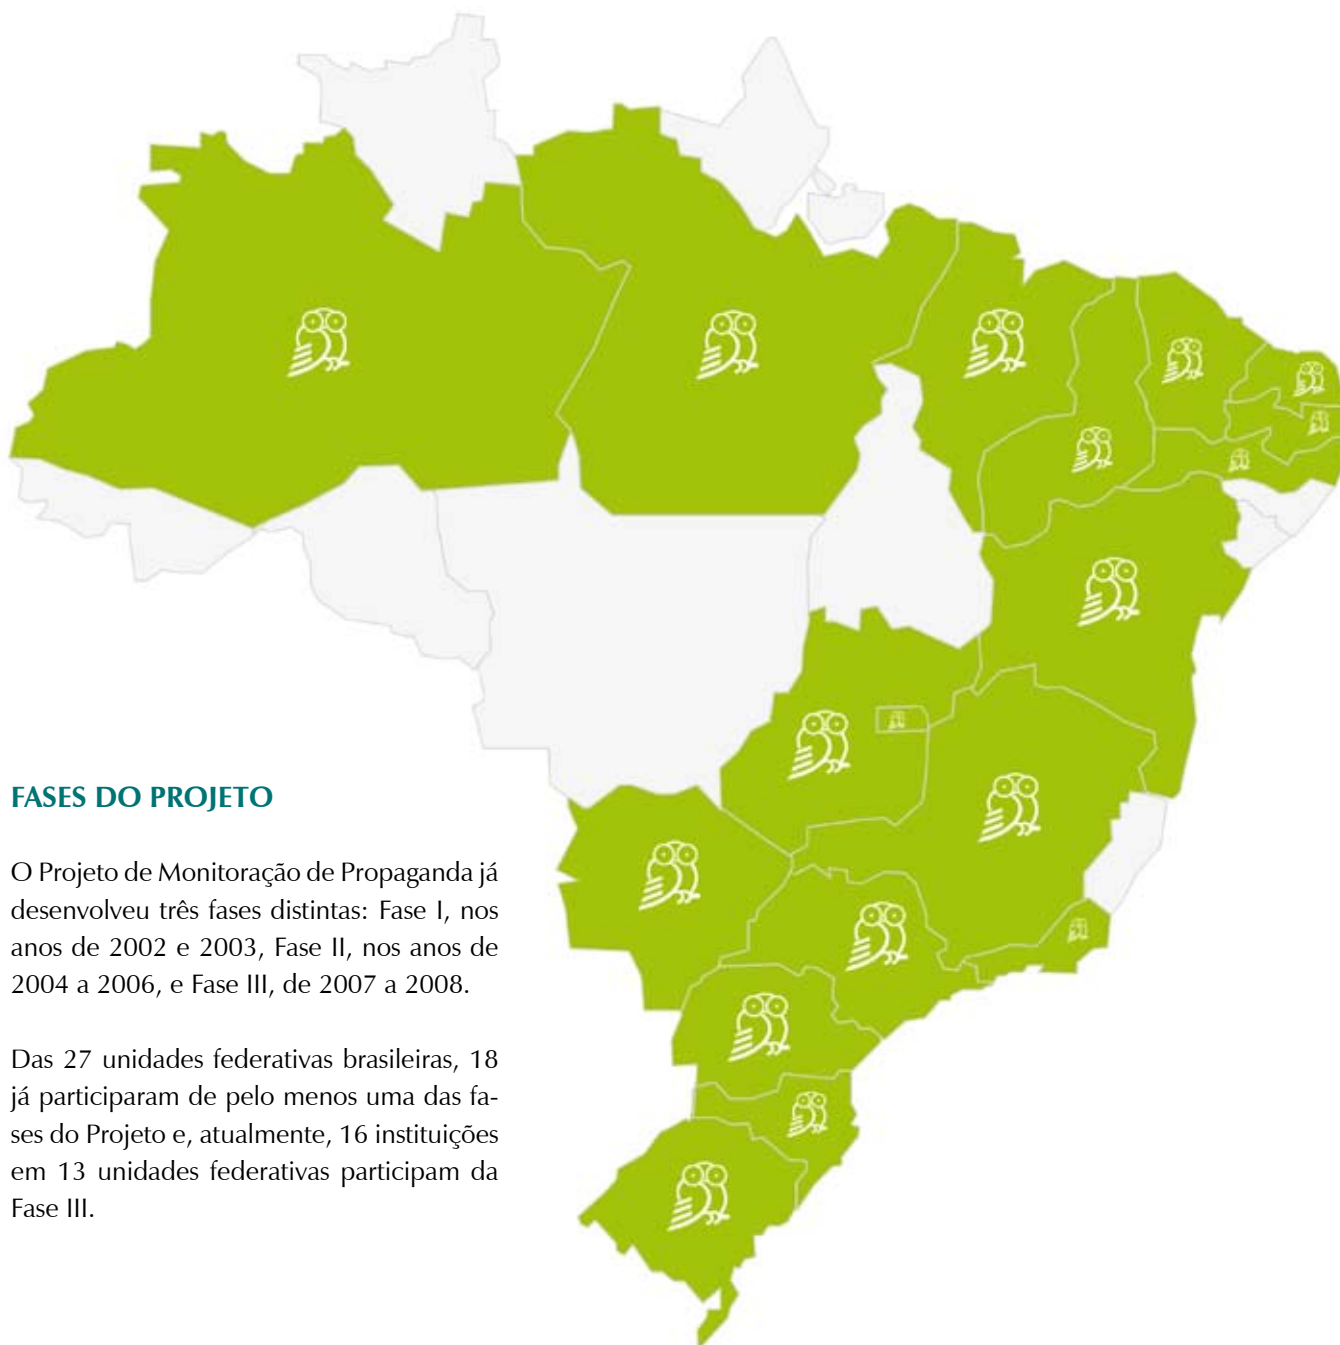 FASES DO PROJETO
O Projeto de Monitoração de Propaganda já
desenvolveu três fases distintas: Fase I, nos
anos de 2002 e 2003, Fase II, nos anos de
2004 a 2006, e Fase III, de 2007 a 2008.
Das 27 unidades federativas brasileiras, 18
já participaram de pelo menos uma das fa-
ses do Projeto e, atualmente, 16 instituições
em 13 unidades federativas participam da
Fase III.